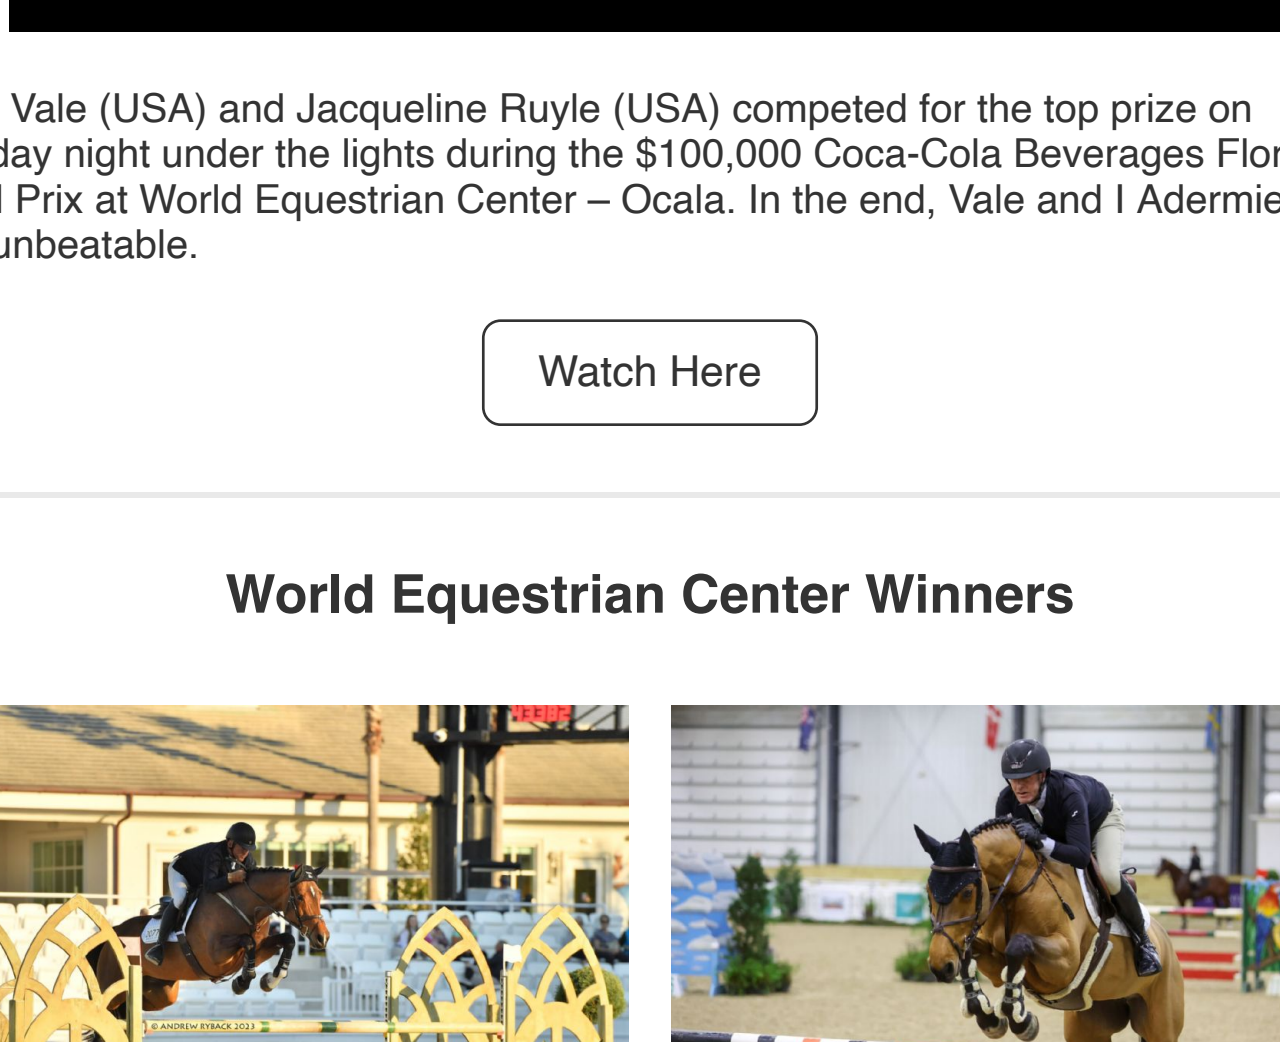 Vale (USA) and Jacqueline Ruyle (USA) competed for the top prize on
day night under the lights during the $100,000 Coca-Cola Beverages Flor
Prix at World Equestrian Center – Ocala. In the end, Vale and I Adermie
unbeatable.
Watch Here
World Equestrian Center Winners
43382
© ANDREW RYBACK 2023